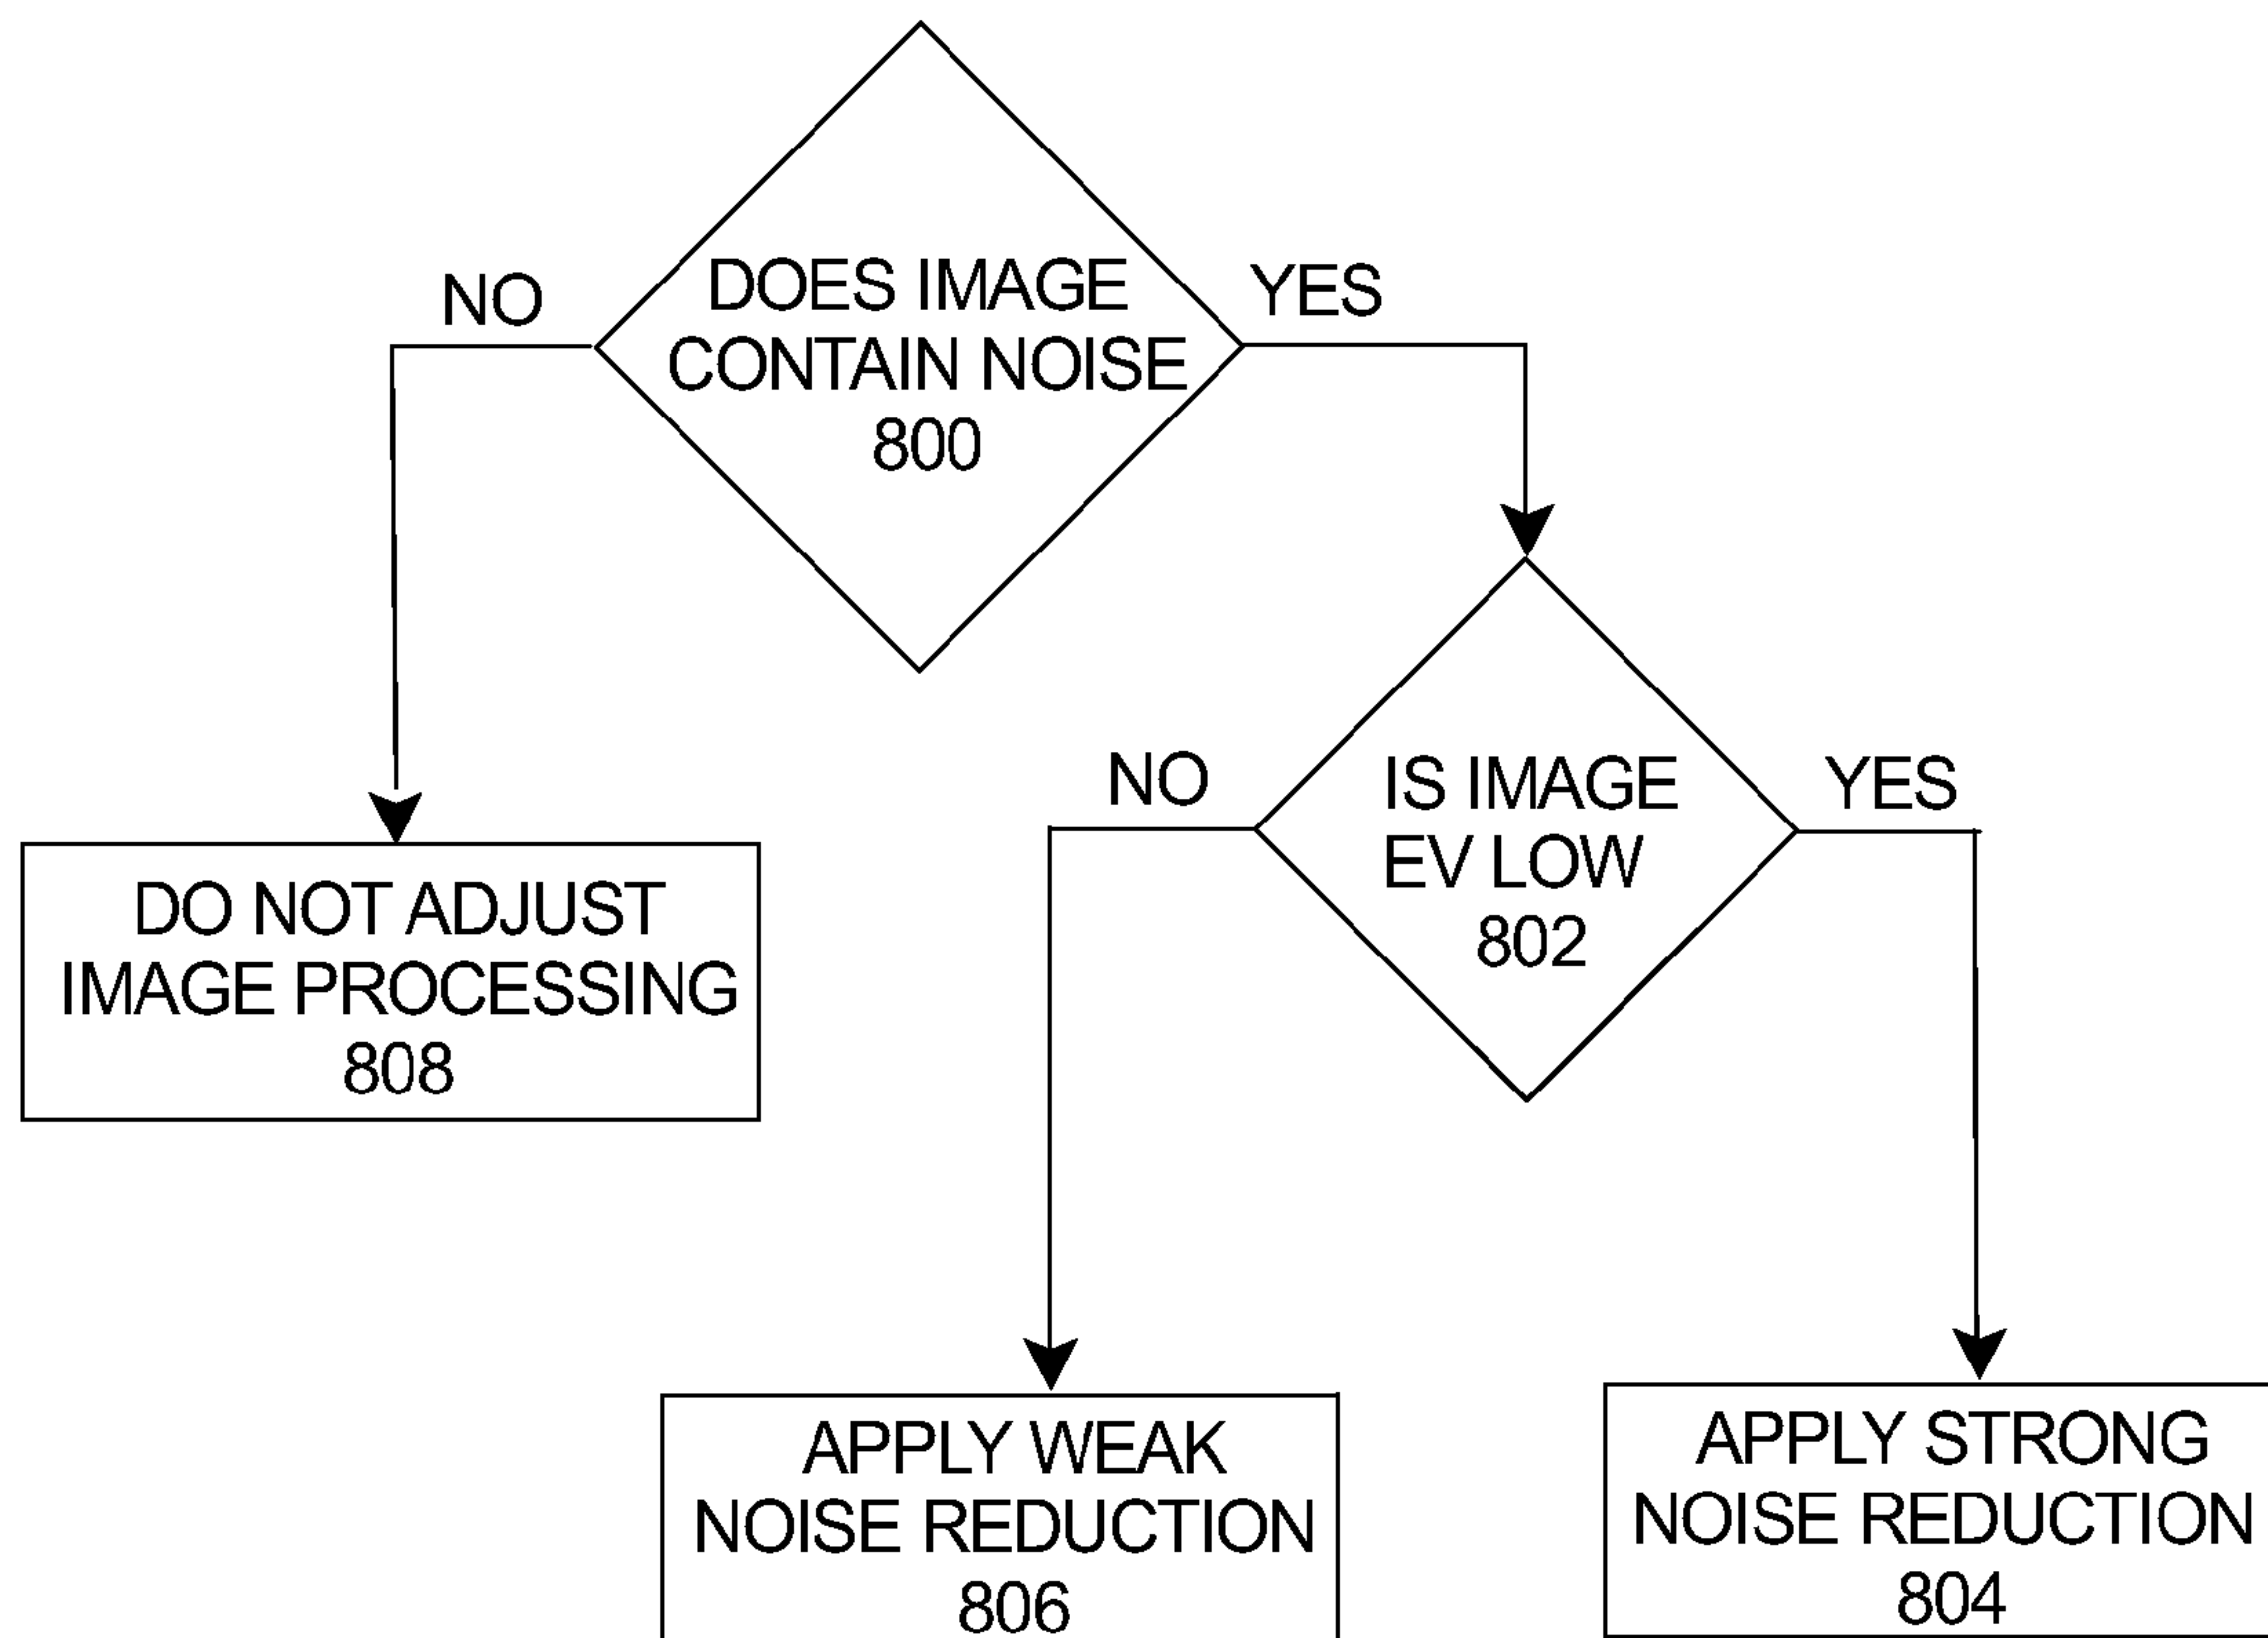 DOES IMAGE
CONTAIN NOISE
800
NO
YES
IS IMAGE
EV LOW
802
NO
YES
DO NOT ADJUST
IMAGE PROCESSING
808
APPLY WEAK
NOISE REDUCTION
806
APPLY STRONG
NOISE REDUCTION
804